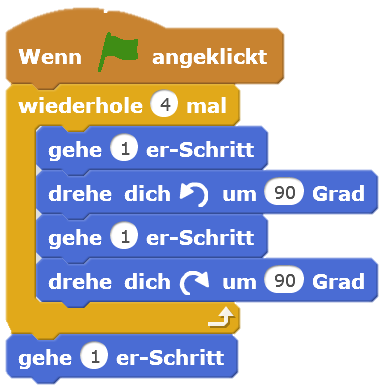 Wenn angeklickt
wiederhole 4 mal
gehe 1 er-Schritt
drehe dich um 90 Grad
gehe 1 er-Schritt
drehe dich um 90 Grad
gehe 1 er-Schritt